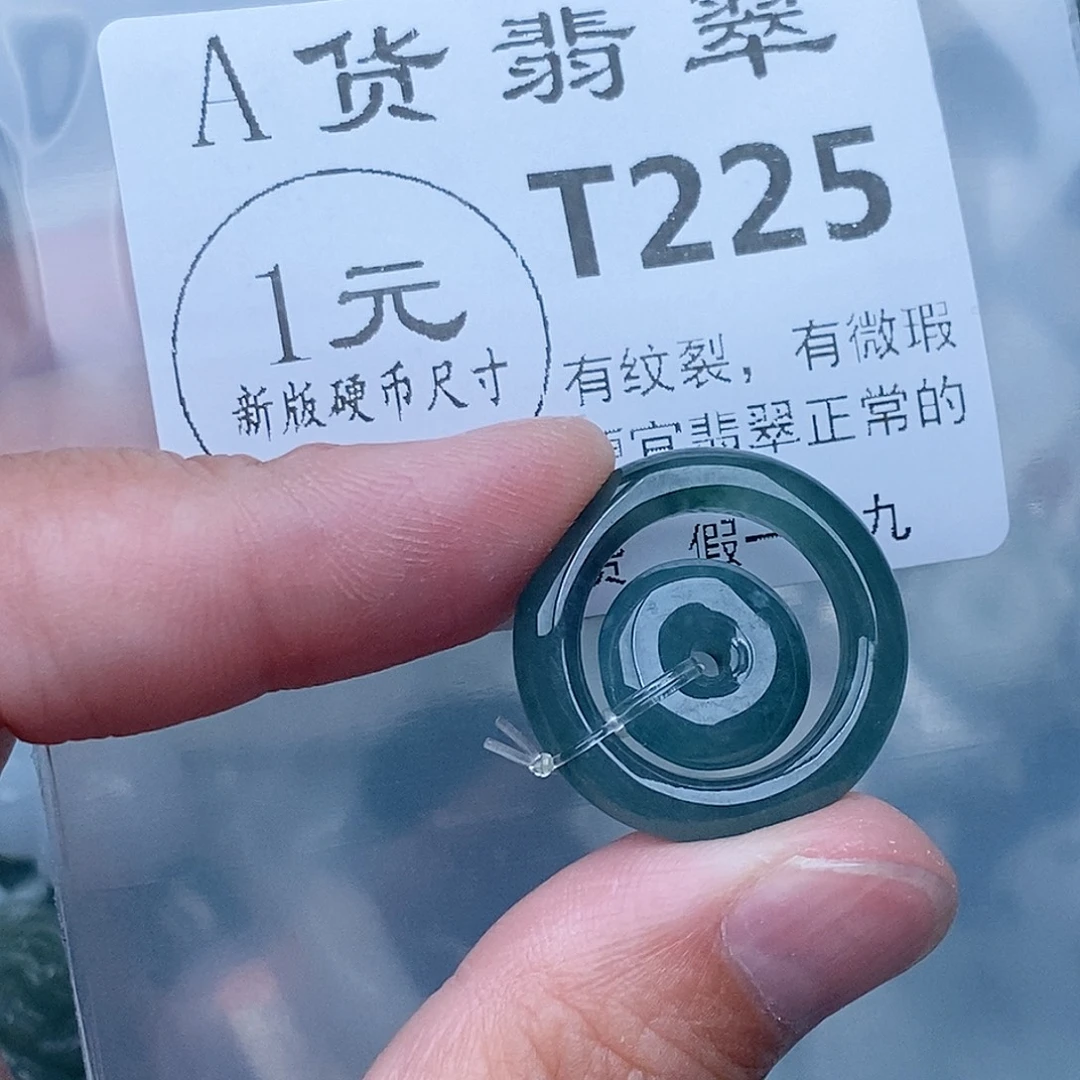 A货翡翠
T225
1元
新版硬币尺寸
有纹裂，有微瑕
翡翠正常的
假一 九